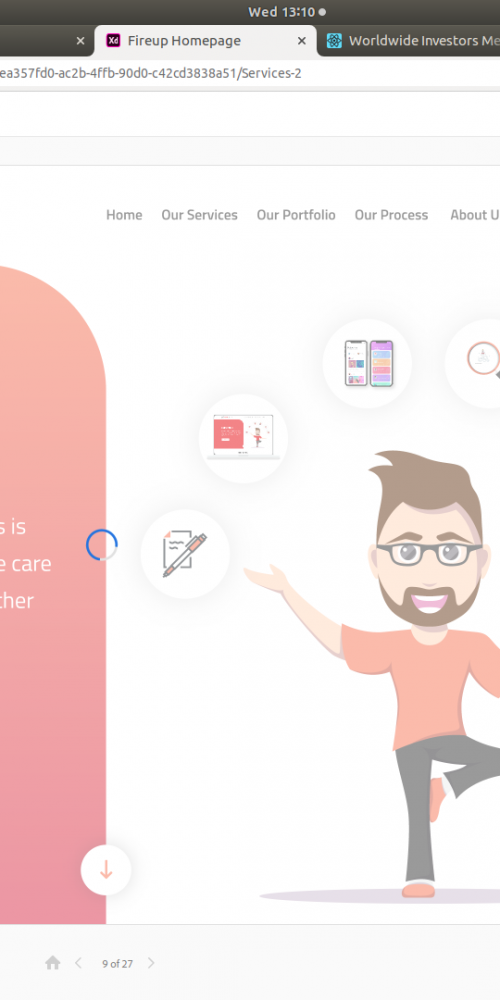 Wed 13:10
Fireup Homepage
Worldwide Investors Me
ea357fd0-ac2b-4ffb-90d0-c42cd3838a51/Services-2
Home Our Services Our Portfolio Our Process About U
s is
e care
ther
9 of 27